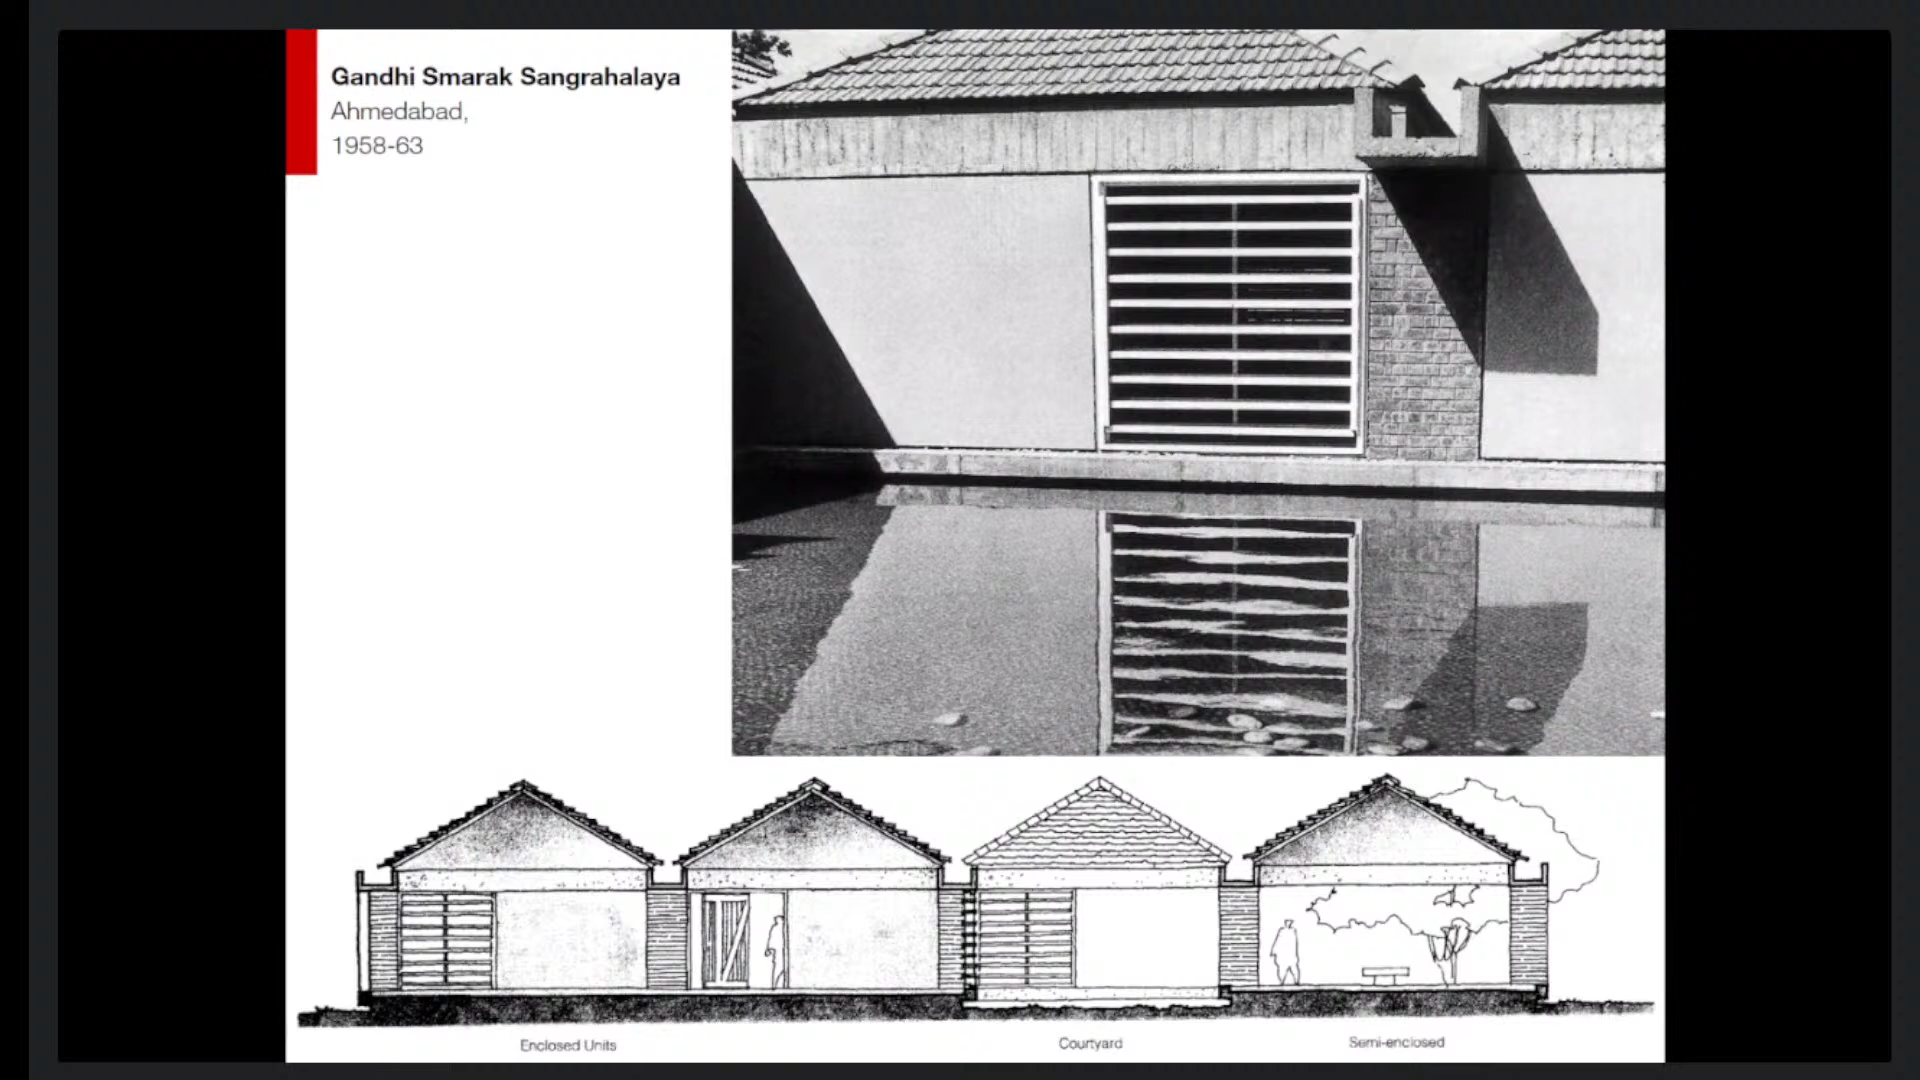 Gandhi Smarak Sangrahalaya
Ahmedabad,
1958-63
Enclosed Units
Courtyard
Semi-enclosed